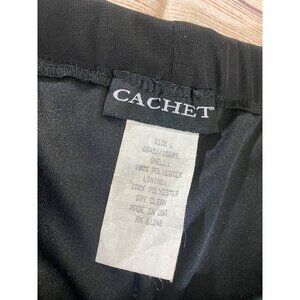 CACHET
SIZE L
SHELL:
100% POLYESTER
LINING:
100% POLYESTER
DRY CLEAN
MADE IN USA